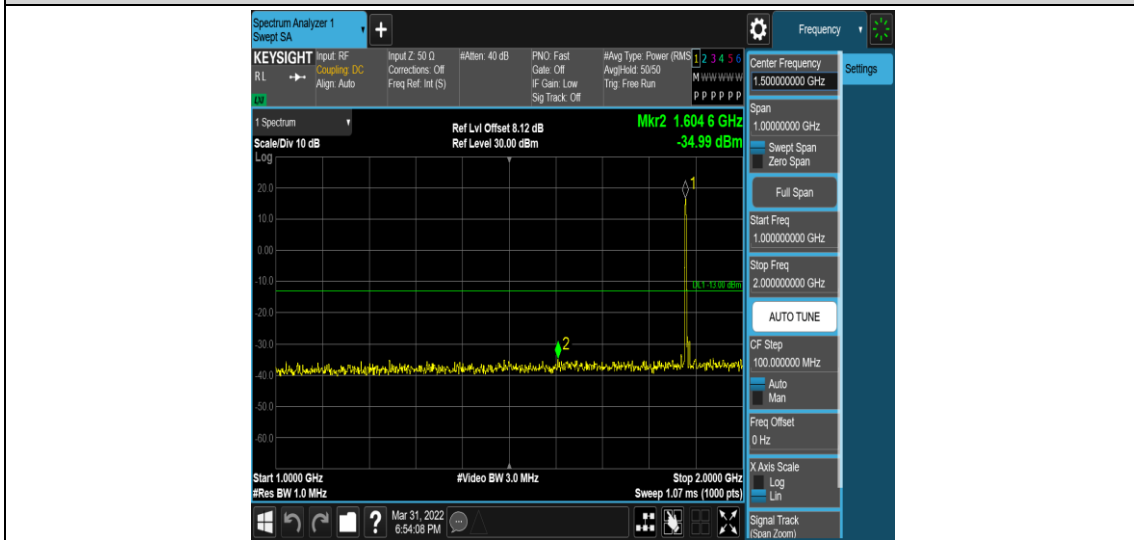 Spectrum Analyzer 1
Swept SA
+
Frequency
KEYSIGHT
RL
Input: RF
Coupling: DC
Align: Auto
Input Z: 50 Ω
Corrections: Off
Freq Ref: Int (S)
#Atten: 40 dB
PNO: Fast
Gate: Off
IF Gain: Low
Sig Track: Off
#Avg Type: Power (RMS
Avg|Hold: 50/50
Trig: Free Run
1 2 3 4 5 6
M W W W W W
P P P P P P
1 Spectrum
Scale/Div 10 dB
Log
Ref Lvl Offset 8.12 dB
Ref Level 30.00 dBm
Mkr2 1.604 6 GHz
-34.99 dBm
20.0
10.0
0.00
-10.0
-20.0
-30.0
-40.0
-50.0
-60.0
1
DL1 -13.00 dBm
2
Start 1.0000 GHz
#Res BW 1.0 MHz
#Video BW 3.0 MHz
Stop 2.0000 GHz
Sweep 1.07 ms (1000 pts)
Mar 31, 2022
6:54:08 PM
Center Frequency
1.500000000 GHz
Settings
Span
1.00000000 GHz
Swept Span
Zero Span
Full Span
Start Freq
1.000000000 GHz
Stop Freq
2.000000000 GHz
AUTO TUNE
CF Step
100.000000 MHz
Auto
Man
Freq Offset
0 Hz
X Axis Scale
Log
Lin
Signal Track
(Span Zoom)